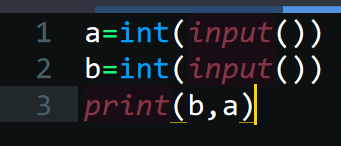 1 a=int(input())
2 b=int(input())
3 print(b,a)